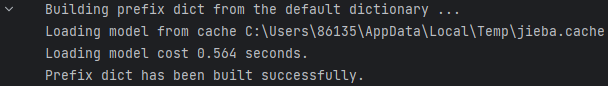 Building prefix dict from the default dictionary ...
Loading model from cache C:\Users\86135\AppData\Local\Temp\jieba.cache
Loading model cost 0.564 seconds.
Prefix dict has been built successfully.